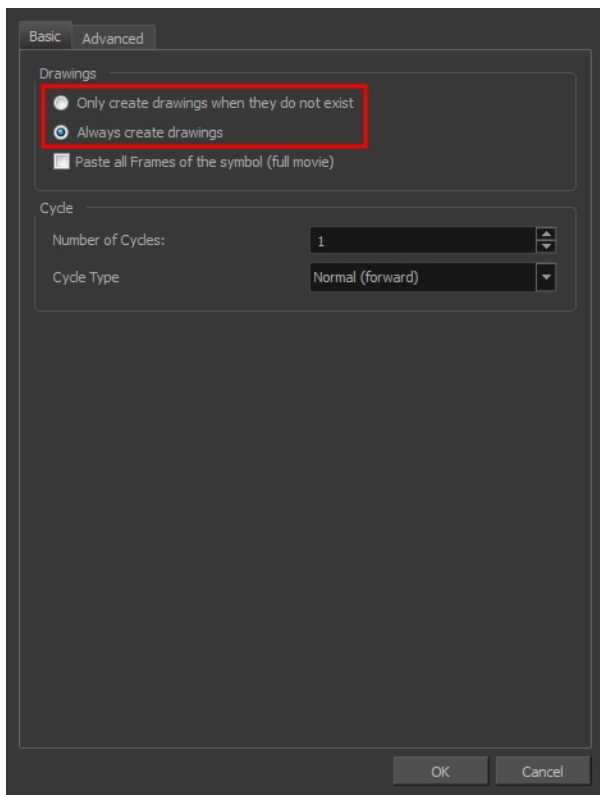 Basic Advanced
Drawings
Only create drawings when they do not exist
Always create drawings
Paste all Frames of the symbol (full movie)
Cycle
Number of Cycles: 1
Cycle Type Normal (forward)
OK Cancel